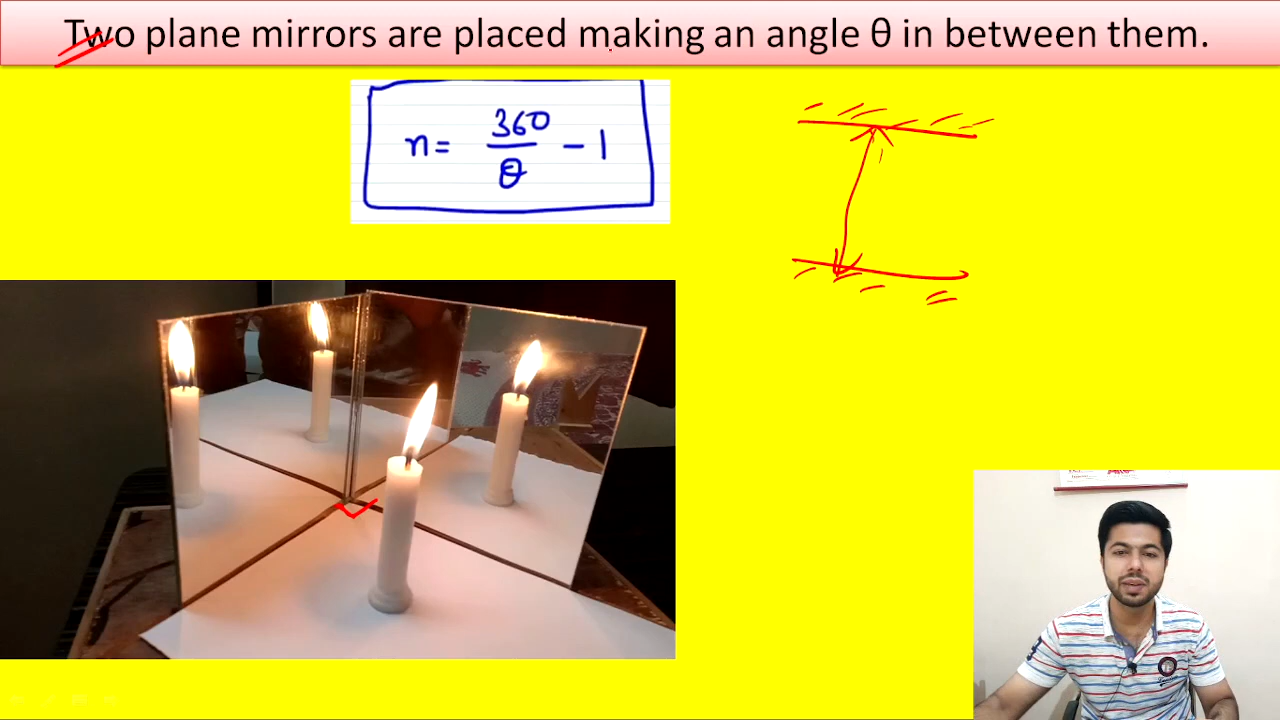 Two plane mirrors are placed making an angle θ in between them.
n = 360/θ - 1